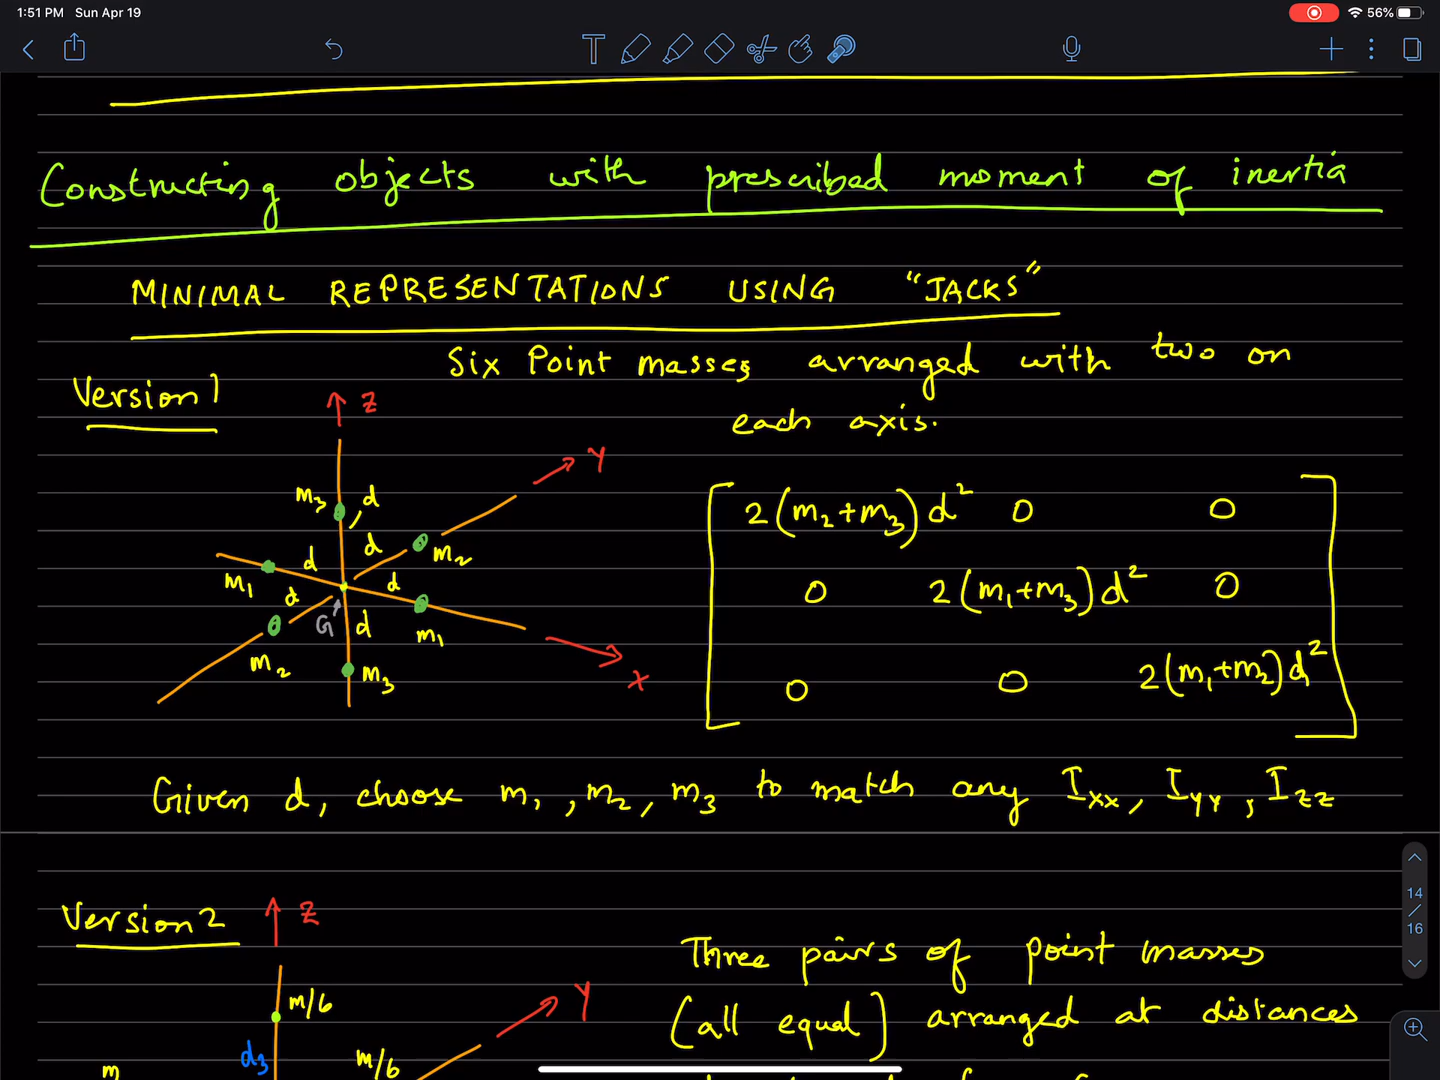 1:51 PM Sun Apr 19
56%
Constructing objects with prescribed moment of inertia
MINIMAL REPRESENTATIONS USING "JACKS"
Six Point masses arranged with two on
each axis.
Version 1
Z
Y
m₃ d
d m₂
d
m₁ d
d
G d m₁
m₂
m₃
X
2(m₂+m₃)d² 0 0
0 2(m₁+m₃)d² 0
0 0 2(m₁+m₂)d²
Given d, choose m₁, m₂, m₃ to match any Ixx, Iyy, Izz
14
/
16
Version 2
Z
Y
m/6
d₃
m/6
m
Three pairs of point masses
(all equal) arranged at distances